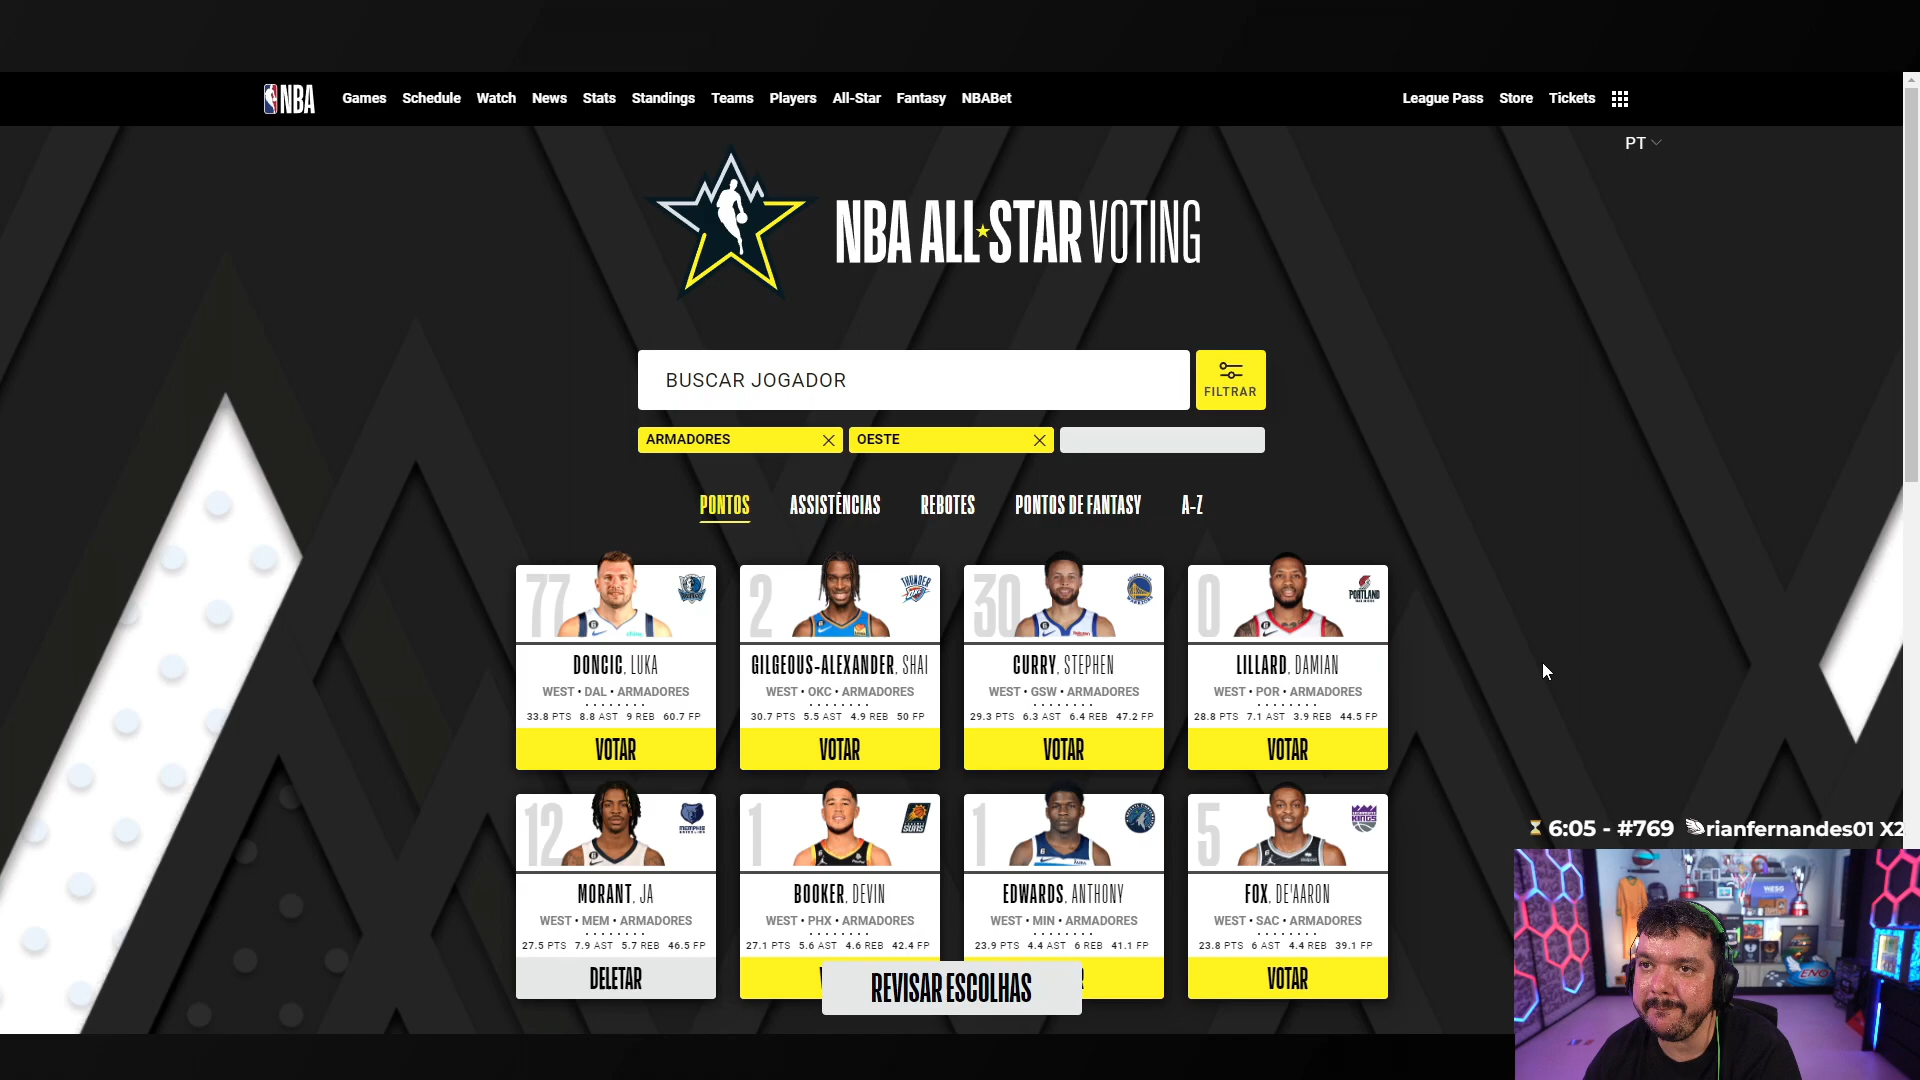 NBA Games Schedule Watch News Stats Standings Teams Players All-Star Fantasy NBABet League Pass Store Tickets
PT
NBA ALL★STAR VOTING
BUSCAR JOGADOR
FILTRAR
ARMADORES OESTE
PONTOS ASSISTÊNCIAS REBOTES PONTOS DE FANTASY A-Z
77 2 30 0
THUNDER
PORTLAND
DONCIC, LUKA GILGEOUS-ALEXANDER, SHAI CURRY, STEPHEN LILLARD, DAMIAN
WEST • DAL • ARMADORES WEST • OKC • ARMADORES WEST • GSW • ARMADORES WEST • POR • ARMADORES
33.8 PTS 8.8 AST 9 REB 60.7 FP 30.7 PTS 5.5 AST 4.9 REB 50 FP 29.3 PTS 6.3 AST 6.4 REB 47.2 FP 28.8 PTS 7.1 AST 3.9 REB 44.5 FP
VOTAR VOTAR VOTAR VOTAR
12 1 1 5
MEMPHIS SUNS KINGS
6:05 - #769 rianfernandes01 X2
MORANT, JA BOOKER, DEVIN EDWARDS, ANTHONY FOX, DE'AARON
WEST • MEM • ARMADORES WEST • PHX • ARMADORES WEST • MIN • ARMADORES WEST • SAC • ARMADORES
27.5 PTS 7.9 AST 5.7 REB 46.5 FP 27.1 PTS 5.6 AST 4.6 REB 42.4 FP 23.9 PTS 4.4 AST 6 REB 41.1 FP 23.8 PTS 6 AST 4.4 REB 39.1 FP
DELETAR VOTAR
REVISAR ESCOLHAS